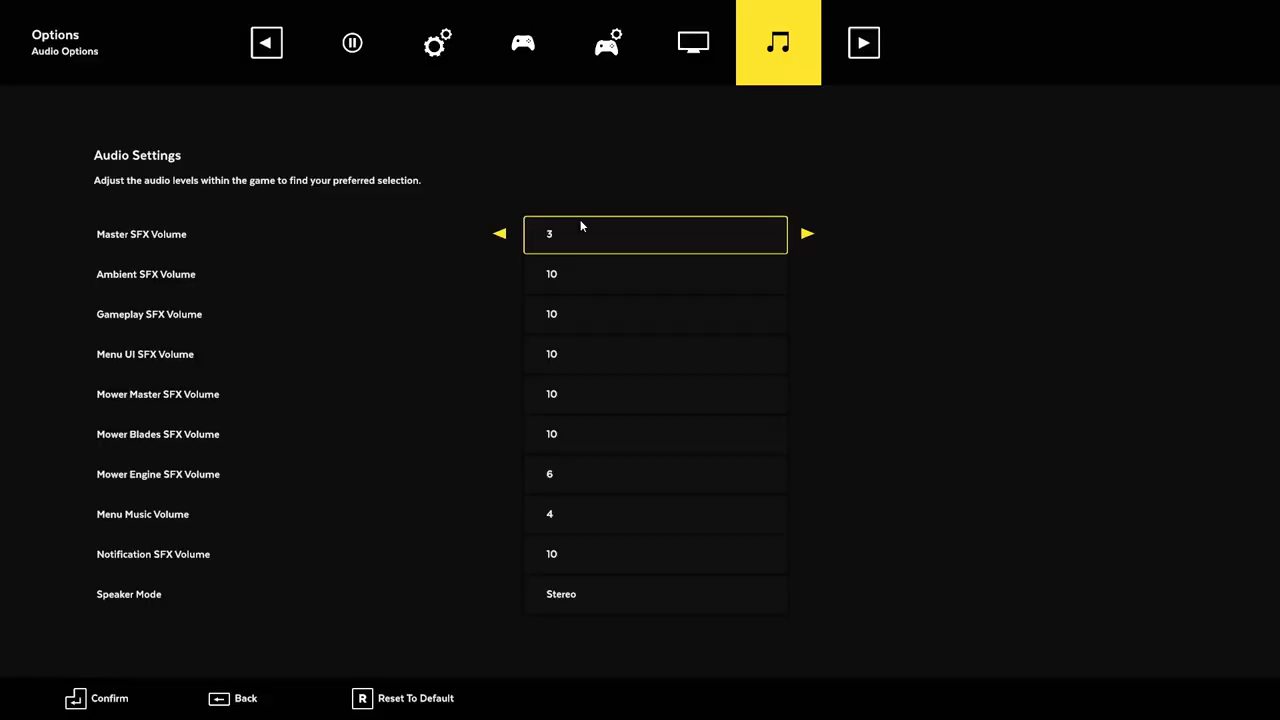 Options
Audio Options
Audio Settings
Adjust the audio levels within the game to find your preferred selection.
Master SFX Volume 3
Ambient SFX Volume 10
Gameplay SFX Volume 10
Menu UI SFX Volume 10
Mower Master SFX Volume 10
Mower Blades SFX Volume 10
Mower Engine SFX Volume 6
Menu Music Volume 4
Notification SFX Volume 10
Speaker Mode Stereo
Confirm Back R Reset To Default